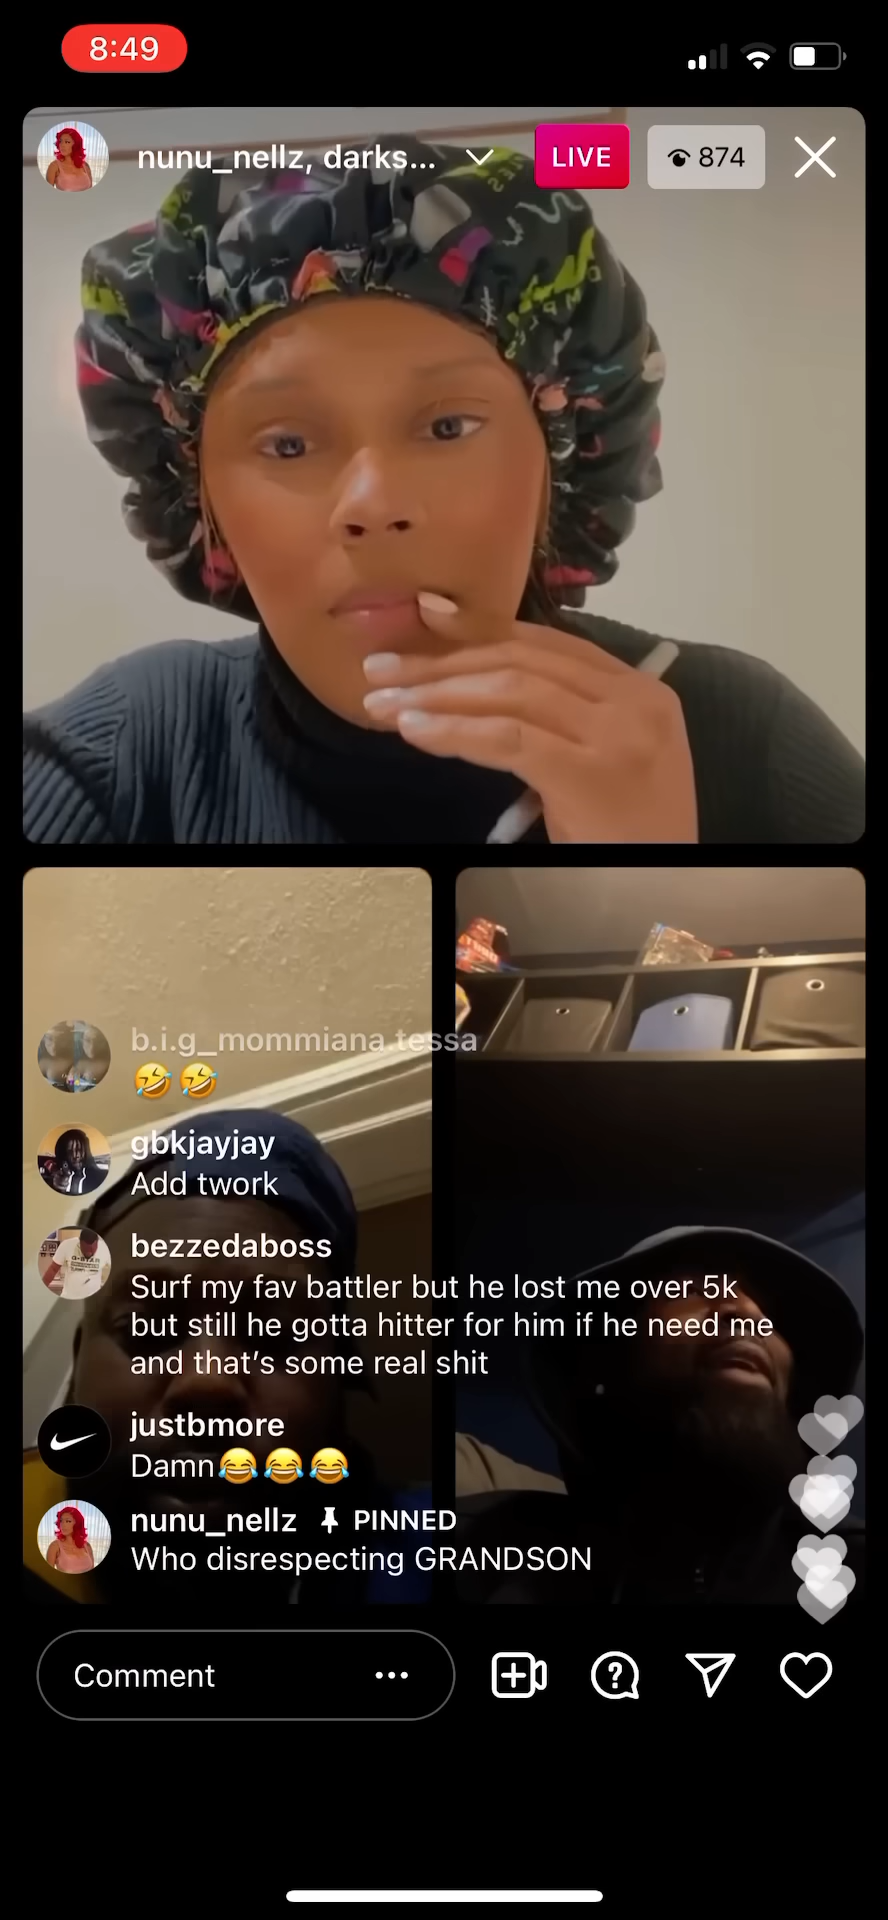 8:49
nunu_nellz, darks...
LIVE
874
b.i.g_mommiana.tessa
🤣🤣
gbkjayjay
Add twork
bezzedaboss
Surf my fav battler but he lost me over 5k
but still he gotta hitter for him if he need me
and that’s some real shit
justbmore
Damn😂😂😂
nunu_nellz PINNED
Who disrespecting GRANDSON
Comment